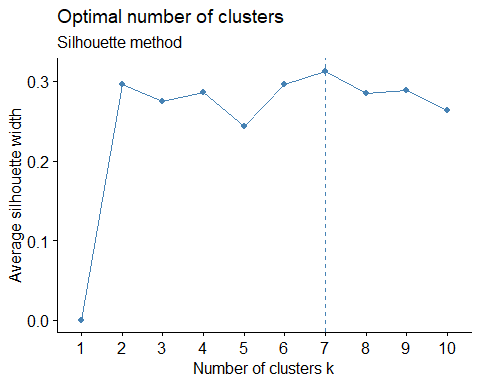 Optimal number of clusters
Silhouette method
Average silhouette width
0.3
0.2
0.1
0.0
1 2 3 4 5 6 7 8 9 10
Number of clusters k